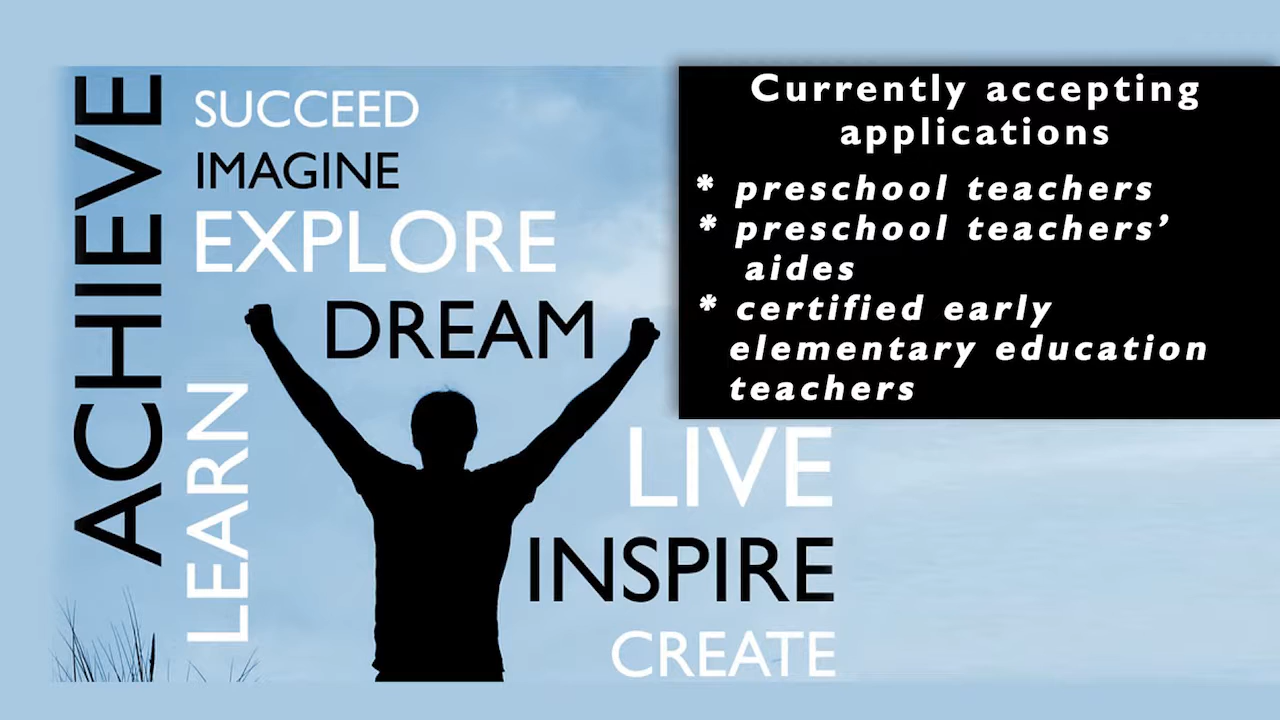 ACHIEVE
SUCCEED
IMAGINE
EXPLORE
DREAM
LEARN
LIVE
INSPIRE
CREATE
Currently accepting
applications
* preschool teachers
* preschool teachers’
aides
* certified early
elementary education
teachers